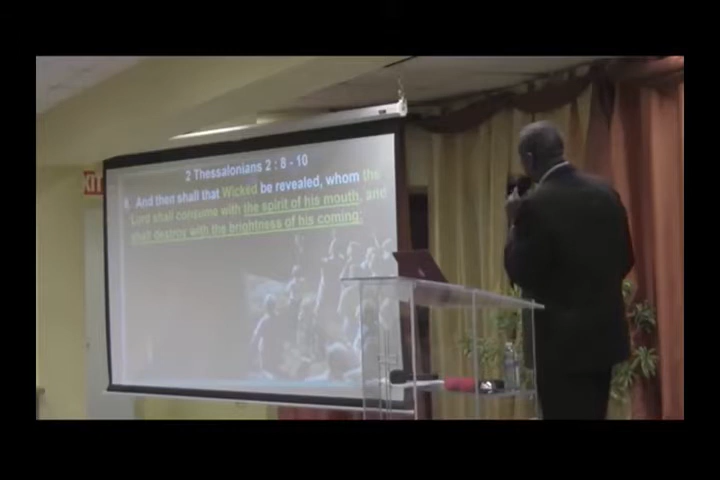 2 Thessalonians 2 : 8 - 10
8. And then shall that Wicked be revealed, whom the
Lord shall consume with the spirit of his mouth, and
shall destroy with the brightness of his coming:
EXIT